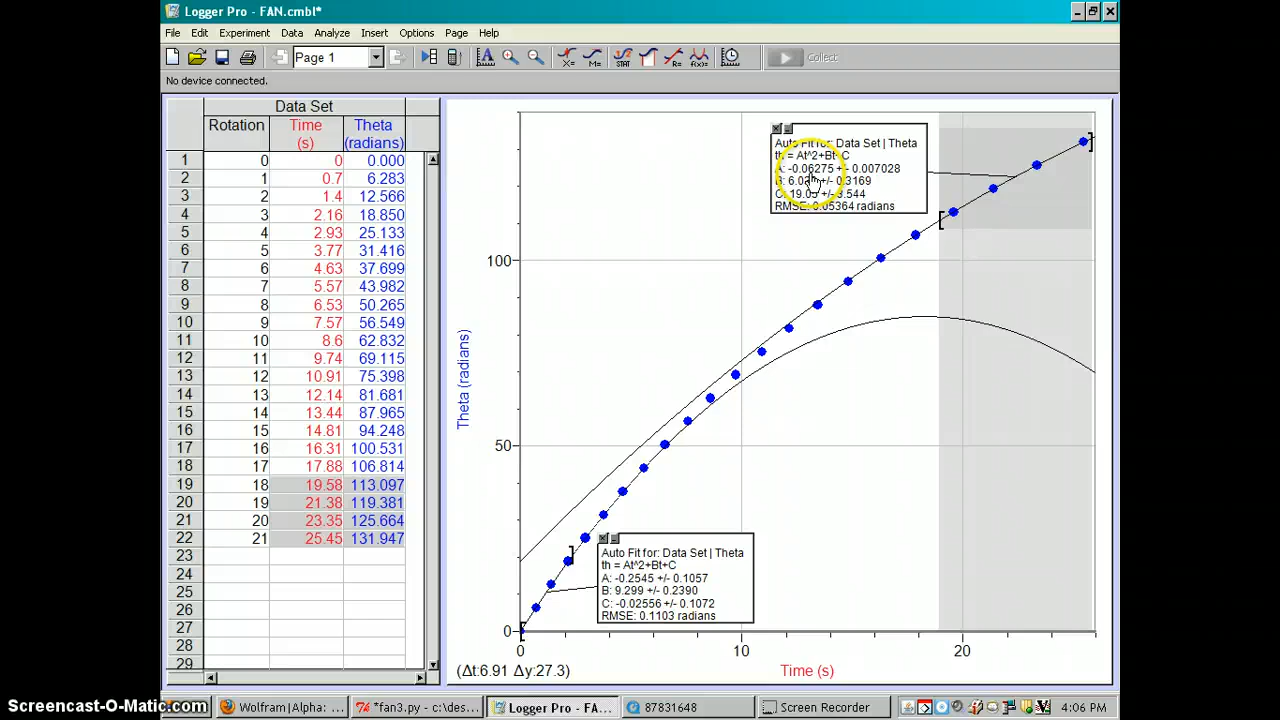 Logger Pro - FAN.cmbl*
File Edit Experiment Data Analyze Insert Options Page Help
Page 1
X= M= STAT R= f(x)= Collect
No device connected.
Data Set
Rotation Time (s) Theta (radians)
1 0 0 0.000
2 1 0.7 6.283
3 2 1.4 12.566
4 3 2.16 18.850
5 4 2.93 25.133
6 5 3.77 31.416
7 6 4.63 37.699
8 7 5.57 43.982
9 8 6.53 50.265
10 9 7.57 56.549
11 10 8.6 62.832
12 11 9.74 69.115
13 12 10.91 75.398
14 13 12.14 81.681
15 14 13.44 87.965
16 15 14.81 94.248
17 16 16.31 100.531
18 17 17.88 106.814
19 18 19.58 113.097
20 19 21.38 119.381
21 20 23.35 125.664
22 21 25.45 131.947
23
24
25
26
27
28
29
Auto Fit for: Data Set | Theta
th = At^2+Bt+C
A: -0.06275 +/- 0.007028
B: +/- 0.3169
C: 19.05 +/-
RMSE: 0.05364 radians
100
50
0
Theta (radians)
Auto Fit for: Data Set | Theta
th = At^2+Bt+C
A: -0.2545 +/- 0.1057
B: 9.299 +/- 0.2390
C: -0.02556 +/- 0.1072
RMSE: 0.1103 radians
0 10 20
Time (s)
(Δt:6.91 Δy:27.3)
Screencast-O-Matic.com
Wolfram|Alpha: ...
*fan3.py - c:\des...
Logger Pro - FA...
87831648
Screen Recorder
4:06 PM